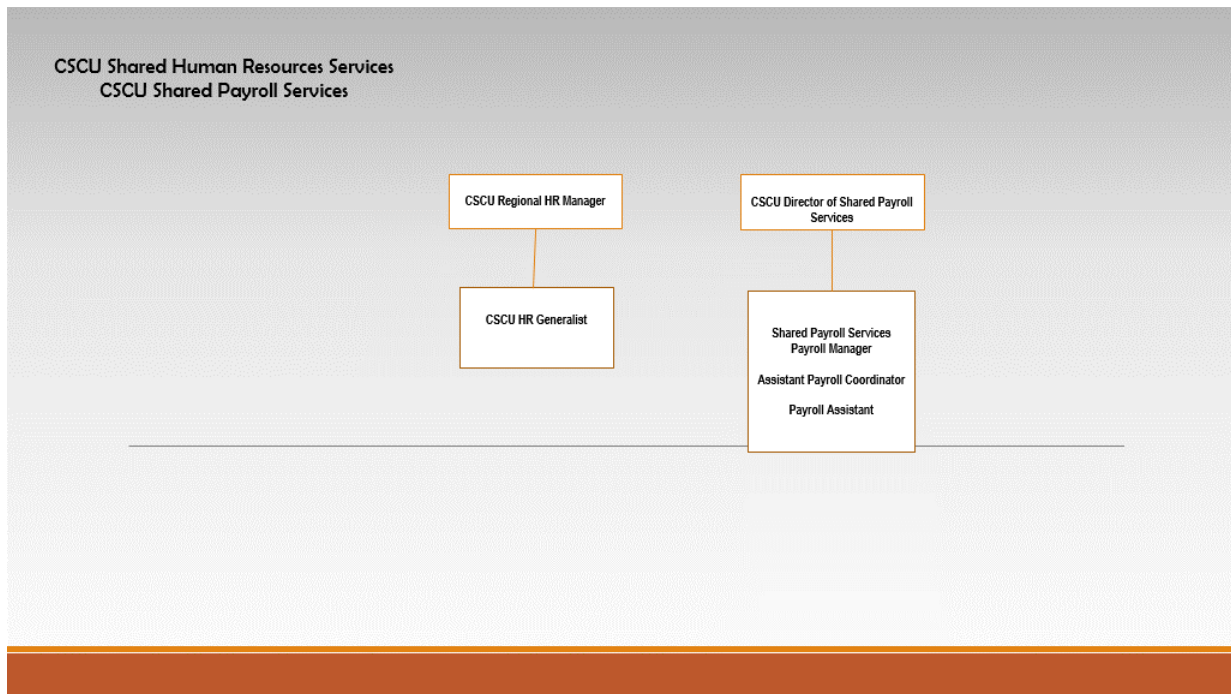 CSCU Shared Human Resources Services
CSCU Shared Payroll Services
CSCU Regional HR Manager
CSCU Director of Shared Payroll
Services
CSCU HR Generalist
Shared Payroll Services
Payroll Manager
Assistant Payroll Coordinator
Payroll Assistant